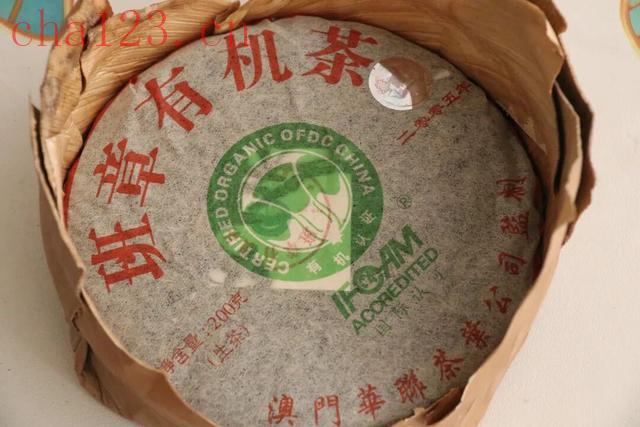 cha123.cn
班章有机茶
二零零五年
CERTIFIED ORGANIC OFDC CHINA
有机认证
®
IFOAM
ACCREDITED
国际认可
净含量:200克
(生茶)
澳門華聯茶葉公司監制